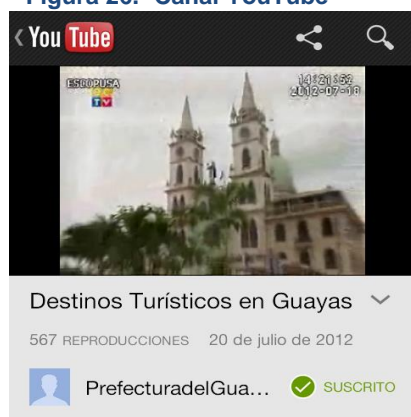 Figura 26. Canal YouTube
You Tube
ESCOPUSA
14:21:52
TV
2012-07-18
Destinos Turísticos en Guayas
567 REPRODUCCIONES 20 de julio de 2012
PrefecturadelGua... SUSCRITO